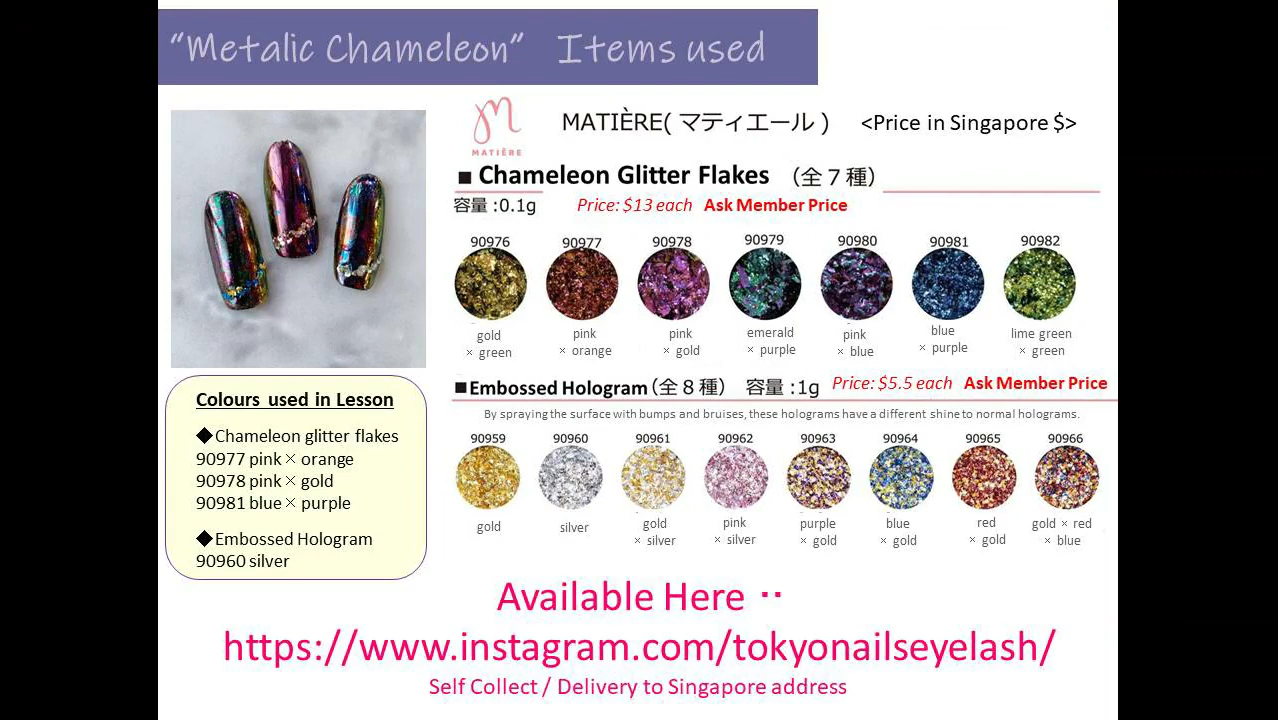 “Metalic Chameleon” Items used
MATIÈRE
MATIÈRE( マティエール ) <Price in Singapore $>
■ Chameleon Glitter Flakes （全７種）
容量 :0.1g Price: $13 each Ask Member Price
90976 90977 90978 90979 90980 90981 90982
gold × green
pink × orange
pink × gold
emerald × purple
pink × blue
blue × purple
lime green × green
■Embossed Hologram（全８種） 容量 :1g Price: $5.5 each Ask Member Price
By spraying the surface with bumps and bruises, these holograms have a different shine to normal holograms.
90959 90960 90961 90962 90963 90964 90965 90966
gold
silver
gold × silver
pink × silver
purple × gold
blue × gold
red × gold
gold × red × blue
Colours used in Lesson
◆Chameleon glitter flakes
90977 pink× orange
90978 pink× gold
90981 blue× purple
◆Embossed Hologram
90960 silver
Available Here ‥
https://www.instagram.com/tokyonailseyelash/
Self Collect / Delivery to Singapore address